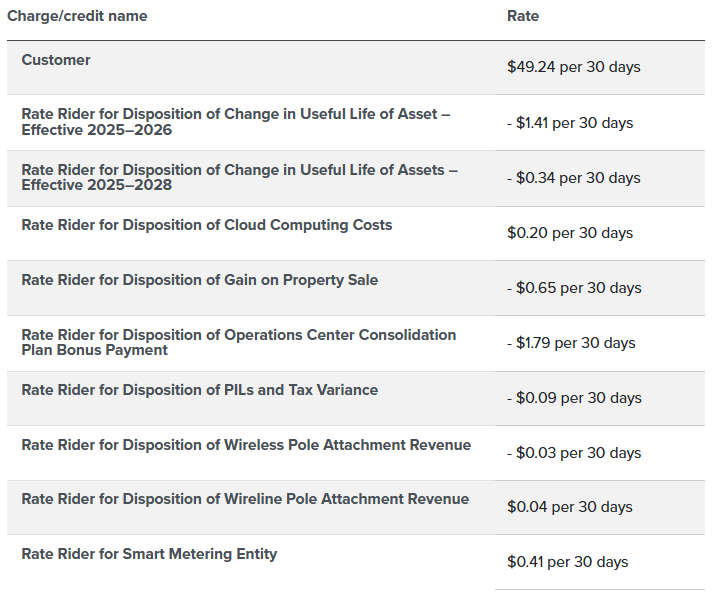 Charge/credit name Rate
Customer
$49.24 per 30 days
Rate Rider for Disposition of Change in Useful Life of Asset –
Effective 2025–2026
- $1.41 per 30 days
Rate Rider for Disposition of Change in Useful Life of Assets –
Effective 2025–2028
- $0.34 per 30 days
Rate Rider for Disposition of Cloud Computing Costs
$0.20 per 30 days
Rate Rider for Disposition of Gain on Property Sale
- $0.65 per 30 days
Rate Rider for Disposition of Operations Center Consolidation
Plan Bonus Payment
- $1.79 per 30 days
Rate Rider for Disposition of PILs and Tax Variance
- $0.09 per 30 days
Rate Rider for Disposition of Wireless Pole Attachment Revenue
- $0.03 per 30 days
Rate Rider for Disposition of Wireline Pole Attachment Revenue
$0.04 per 30 days
Rate Rider for Smart Metering Entity
$0.41 per 30 days